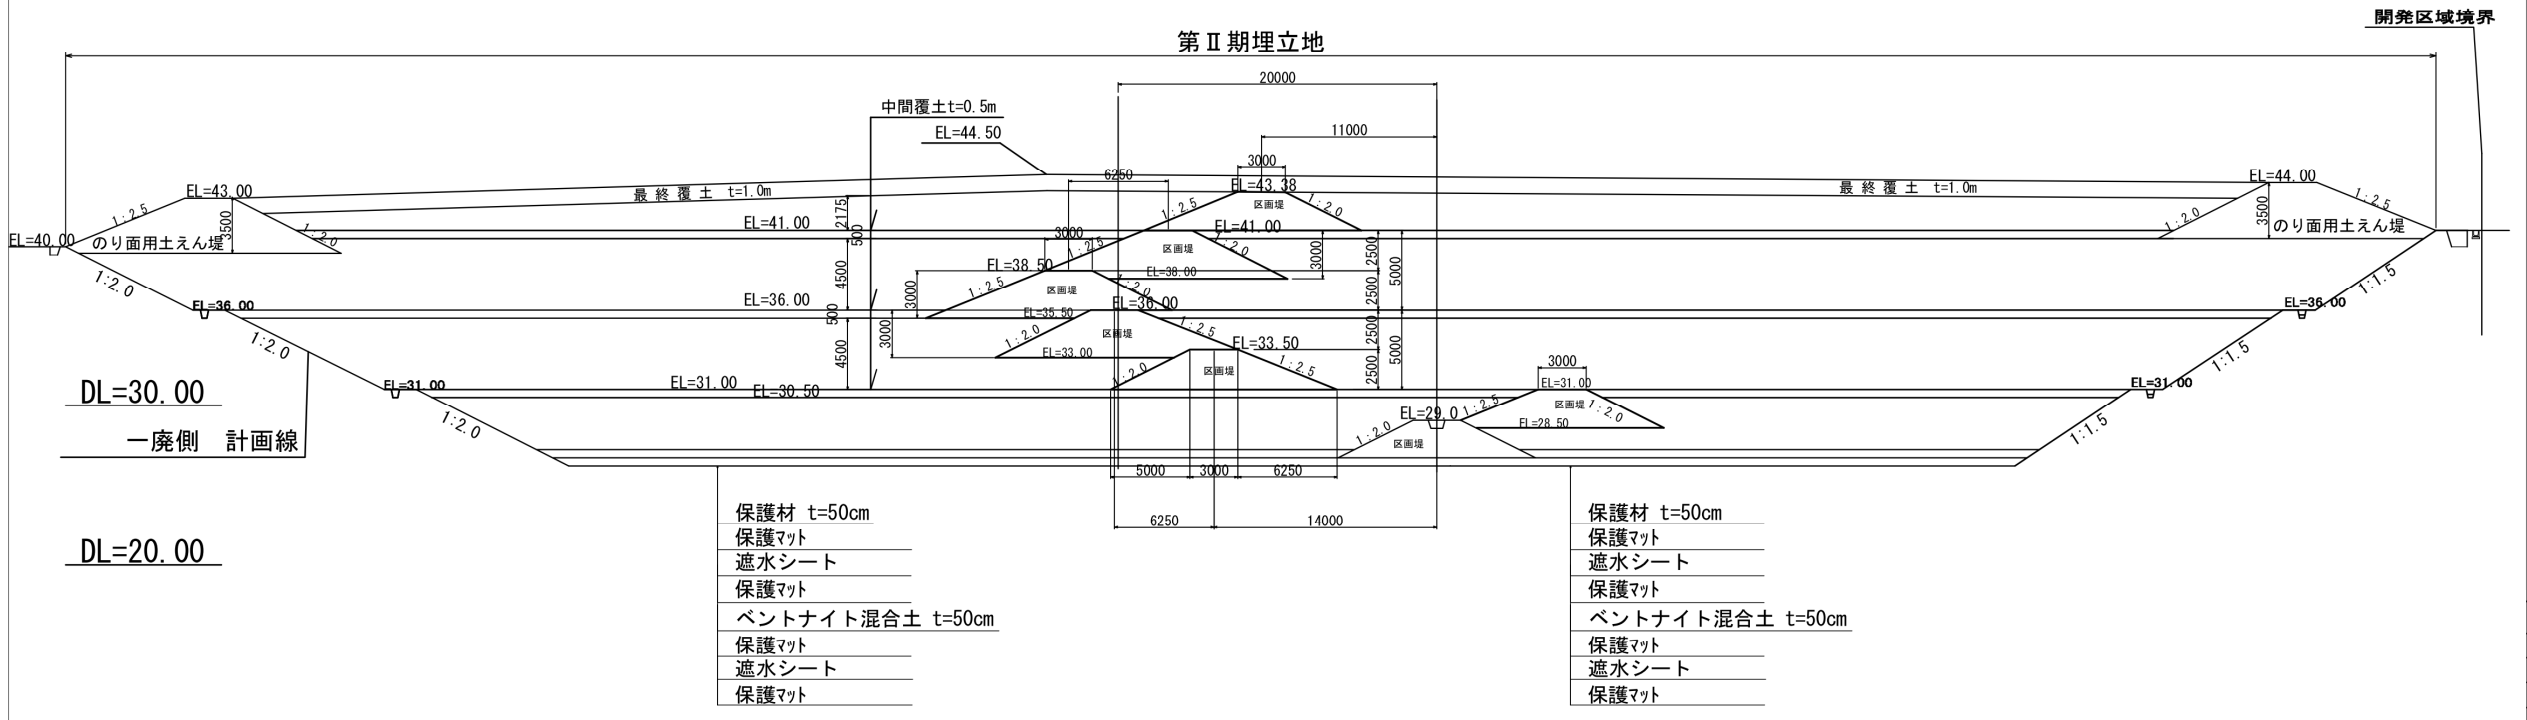 開発区域境界
第Ⅱ期埋立地
20000
中間覆土t=0.5m
EL=44.50
11000
3000
6250
EL=43.00
最終覆土 t=1.0m
EL=43.38
最終覆土 t=1.0m
EL=44.00
1:2.5
3500
2175
1:2.5
区画堤
1:2.0
1:2.0
3500
1:2.5
EL=40.00
のり面用土えん堤
1:2.0
EL=41.00
500
3000
1:2.5
EL=41.00
区画堤
1:2.0
3000
2500
5000
のり面用土えん堤
1:2.0
4500
EL=38.50
EL=38.00
1:2.0
2500
1:1.5
3000
1:2.5
区画堤
EL=36.00
EL=36.00
500
EL=35.50
EL=36.00
EL=36.00
1:2.0
3000
1:2.0
区画堤
1:2.5
4500
EL=33.00
EL=33.50
2500
5000
1:1.5
1:2.0
区画堤
1:2.5
2500
3000
DL=30.00
EL=31.00
EL=31.00
EL=30.50
EL=31.00
EL=31.00
1:2.0
EL=29.0
1:2.5
区画堤
1:2.0
EL=28.50
1:1.5
一廃側 計画線
1:2.0
区画堤
5000
3000
6250
6250
14000
DL=20.00
保護材 t=50cm
保護マット
遮水シート
保護マット
ベントナイト混合土 t=50cm
保護マット
遮水シート
保護マット
保護材 t=50cm
保護マット
遮水シート
保護マット
ベントナイト混合土 t=50cm
保護マット
遮水シート
保護マット